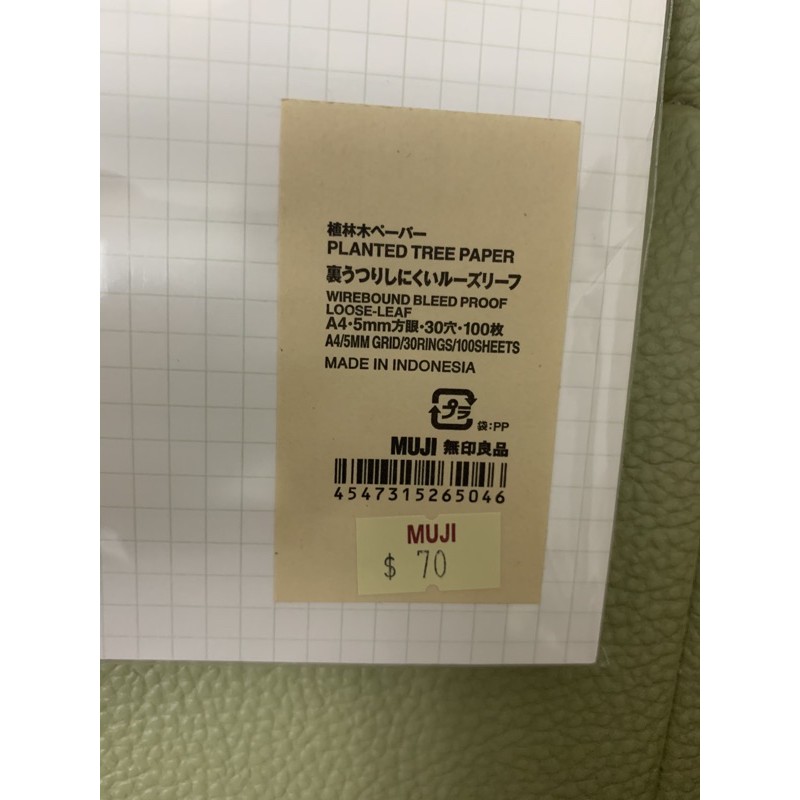 植林木ペーパー
PLANTED TREE PAPER
裏うつりしにくいルーズリーフ
WIREBOUND BLEED PROOF
LOOSE-LEAF
A4・5mm方眼・30穴・100枚
A4/5MM GRID/30RINGS/100SHEETS
MADE IN INDONESIA
プラ
袋:PP
MUJI 無印良品
4547315265046
MUJI
$ 70